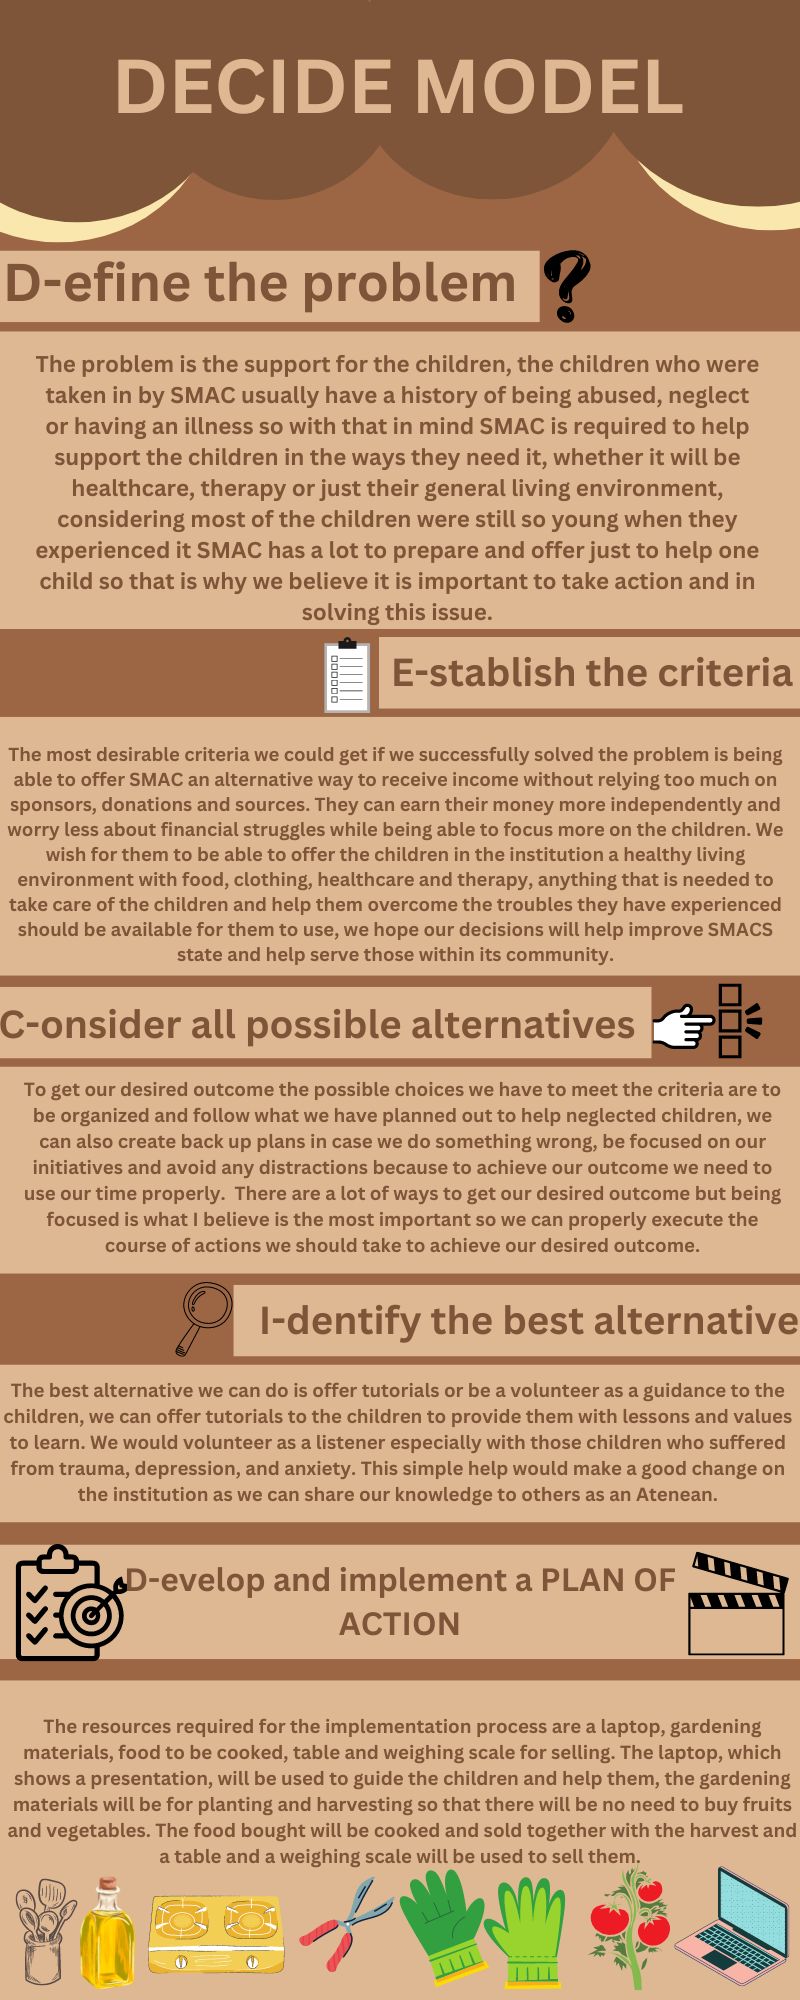 DECIDE MODEL
D-efine the problem
The problem is the support for the children, the children who were
taken in by SMAC usually have a history of being abused, neglect
or having an illness so with that in mind SMAC is required to help
support the children in the ways they need it, whether it will be
healthcare, therapy or just their general living environment,
considering most of the children were still so young when they
experienced it SMAC has a lot to prepare and offer just to help one
child so that is why we believe it is important to take action and in
solving this issue.
E-stablish the criteria
The most desirable criteria we could get if we successfully solved the problem is being
able to offer SMAC an alternative way to receive income without relying too much on
sponsors, donations and sources. They can earn their money more independently and
worry less about financial struggles while being able to focus more on the children. We
wish for them to be able to offer the children in the institution a healthy living
environment with food, clothing, healthcare and therapy, anything that is needed to
take care of the children and help them overcome the troubles they have experienced
should be available for them to use, we hope our decisions will help improve SMACS
state and help serve those within its community.
C-onsider all possible alternatives
To get our desired outcome the possible choices we have to meet the criteria are to
be organized and follow what we have planned out to help neglected children, we
can also create back up plans in case we do something wrong, be focused on our
initiatives and avoid any distractions because to achieve our outcome we need to
use our time properly.  There are a lot of ways to get our desired outcome but being
focused is what I believe is the most important so we can properly execute the
course of actions we should take to achieve our desired outcome.
I-dentify the best alternative
The best alternative we can do is offer tutorials or be a volunteer as a guidance to the
children, we can offer tutorials to the children to provide them with lessons and values
to learn. We would volunteer as a listener especially with those children who suffered
from trauma, depression, and anxiety. This simple help would make a good change on
the institution as we can share our knowledge to others as an Atenean.
D-evelop and implement a PLAN OF
ACTION
The resources required for the implementation process are a laptop, gardening
materials, food to be cooked, table and weighing scale for selling. The laptop, which
shows a presentation, will be used to guide the children and help them, the gardening
materials will be for planting and harvesting so that there will be no need to buy fruits
and vegetables. The food bought will be cooked and sold together with the harvest and
a table and a weighing scale will be used to sell them.